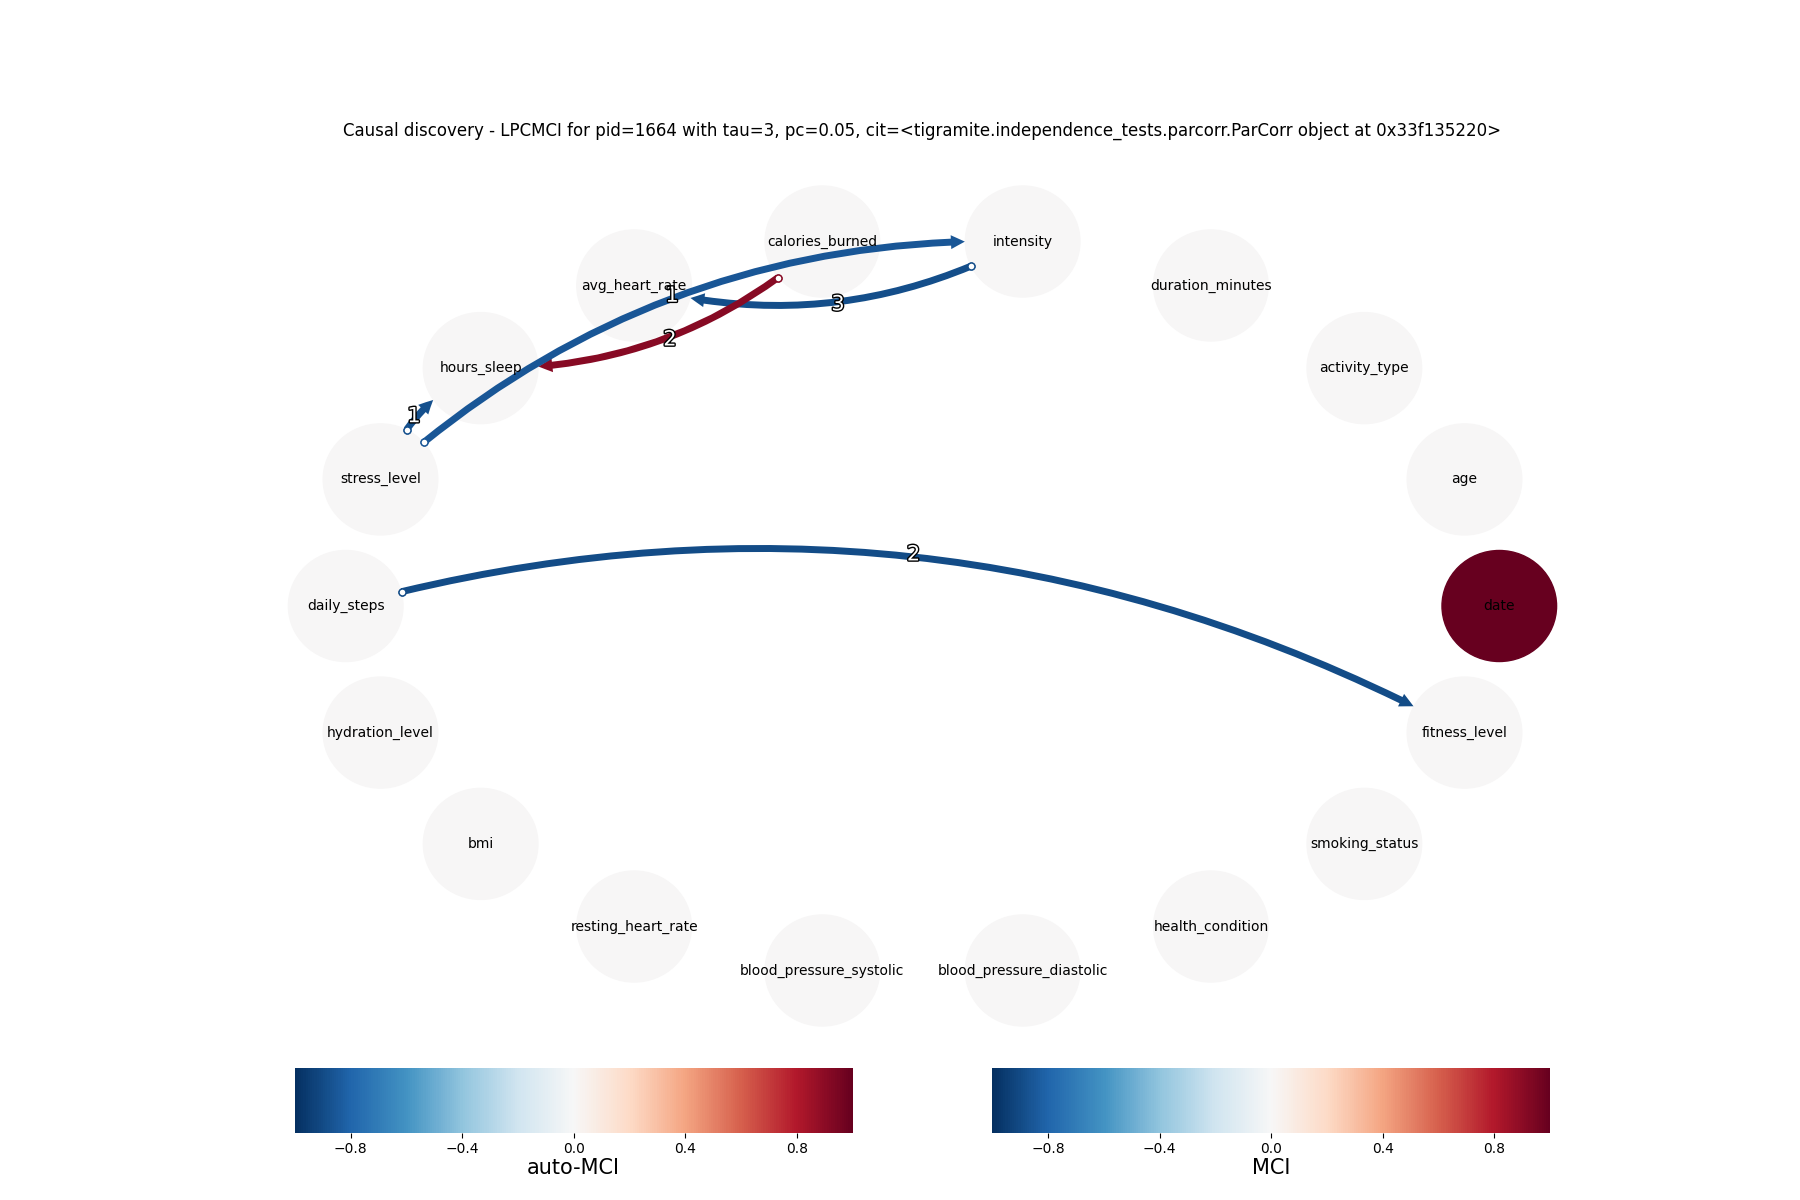 Causal discovery - LPCMCI for pid=1664 with tau=3, pc=0.05, cit=<tigramite.independence_tests.parcorr.ParCorr object at 0x33f135220>
calories_burned
intensity
avg_heart_rate
1
3
duration_minutes
2
hours_sleep
activity_type
1
stress_level
age
2
daily_steps
date
hydration_level
fitness_level
bmi
smoking_status
resting_heart_rate
health_condition
blood_pressure_systolic
blood_pressure_diastolic
−0.8
−0.4
0.0
0.4
0.8
auto-MCI
−0.8
−0.4
0.0
0.4
0.8
MCI